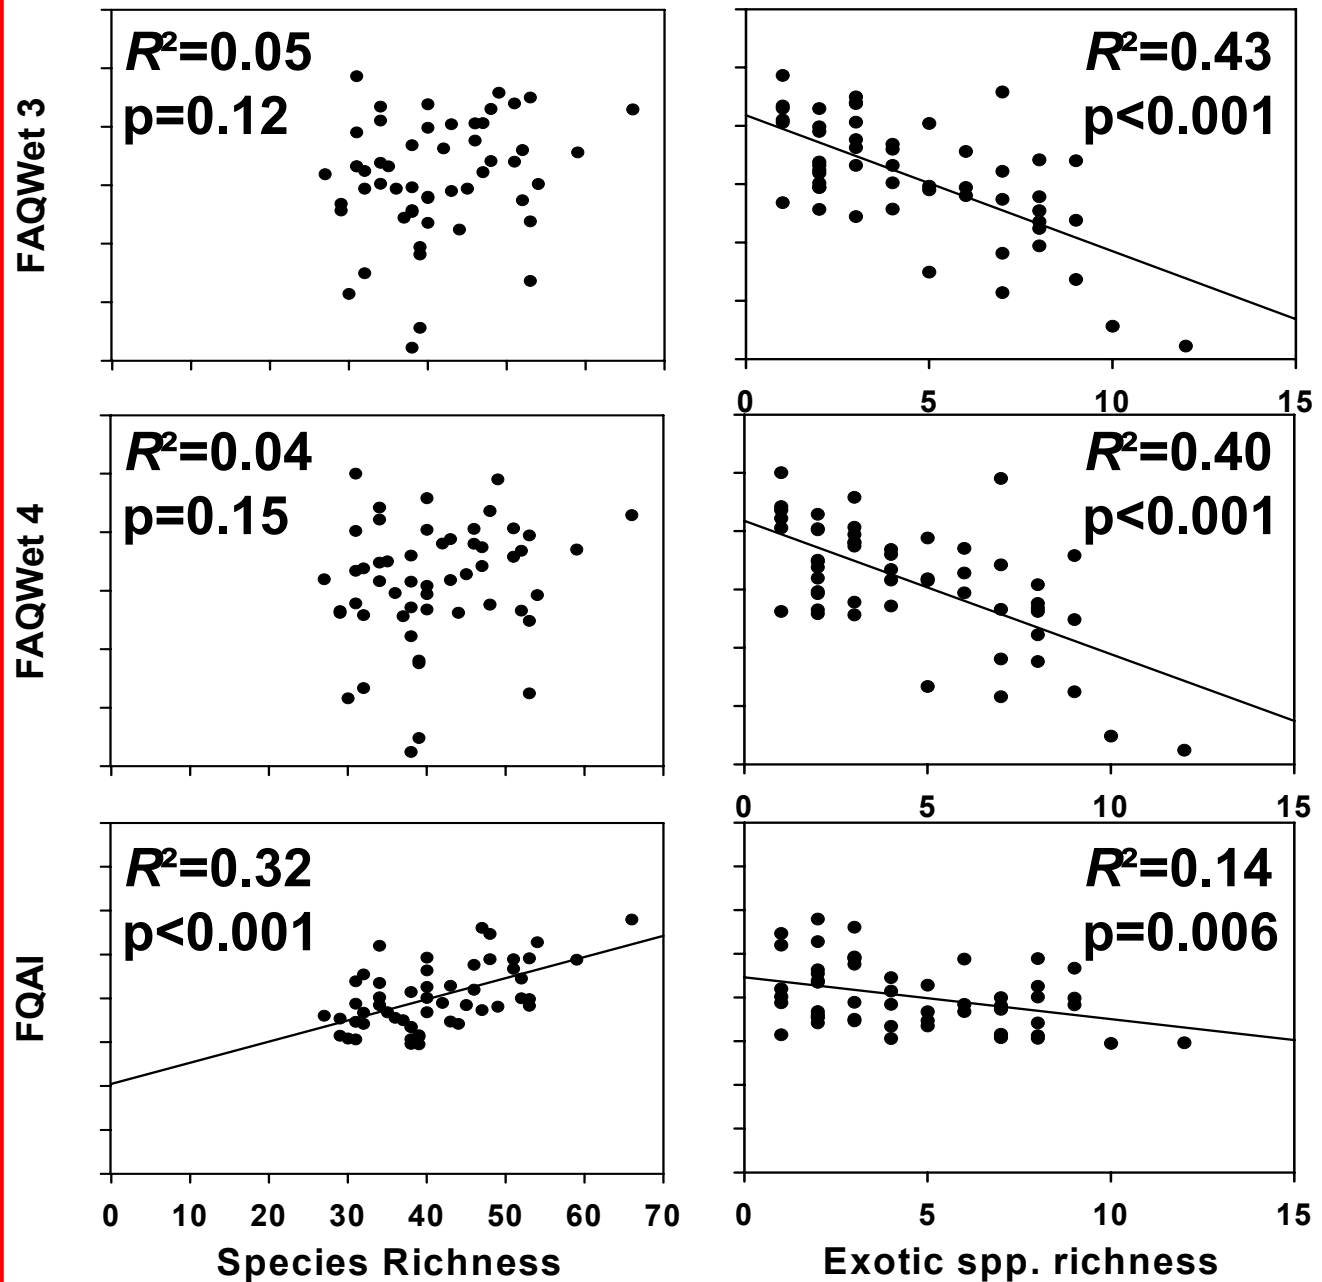 FAQWet 3
R²=0.05
p=0.12
R²=0.43
p<0.001
0 5 10 15
FAQWet 4
R²=0.04
p=0.15
R²=0.40
p<0.001
0 5 10 15
FQAI
R²=0.32
p<0.001
R²=0.14
p=0.006
0 10 20 30 40 50 60 70
Species Richness
0 5 10 15
Exotic spp. richness